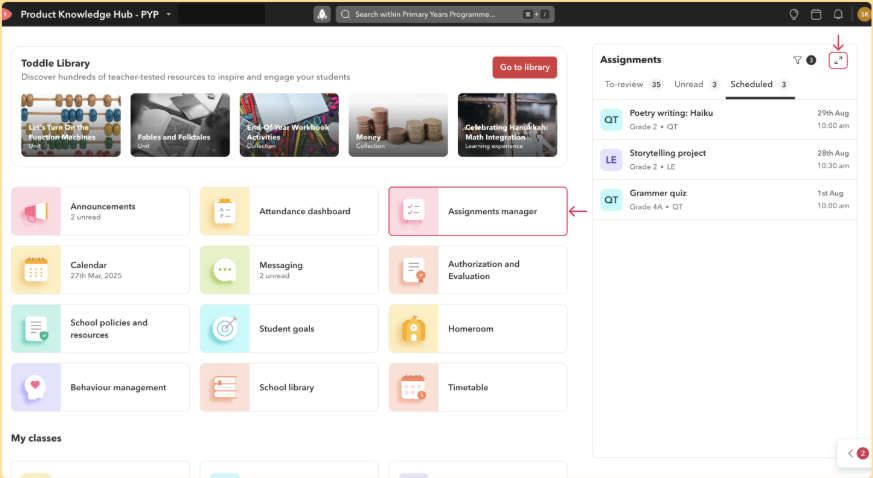 Product Knowledge Hub - PYP
Search within Primary Years Programme...
⌘ + /
SR
Toddle Library
Discover hundreds of teacher-tested resources to inspire and engage your students
Go to library
Let's Turn On the
Function Machines
Unit
Fables and Folktales
Unit
End-Of-Year Workbook
Activities
Collection
Money
Collection
Celebrating Hanukkah:
Math Integration
Learning experience
Announcements
2 unread
Attendance dashboard
Assignments manager
Calendar
27th Mar, 2025
Messaging
2 unread
Authorization and
Evaluation
School policies and
resources
Student goals
Homeroom
Behaviour management
School library
Timetable
My classes
Assignments
3
To-review 35 Unread 3 Scheduled 3
QT
Poetry writing: Haiku
Grade 2 • QT
29th Aug
10:00 am
LE
Storytelling project
Grade 2 • LE
28th Aug
10:30 am
QT
Grammer quiz
Grade 4A • QT
1st Aug
10:00 am
2